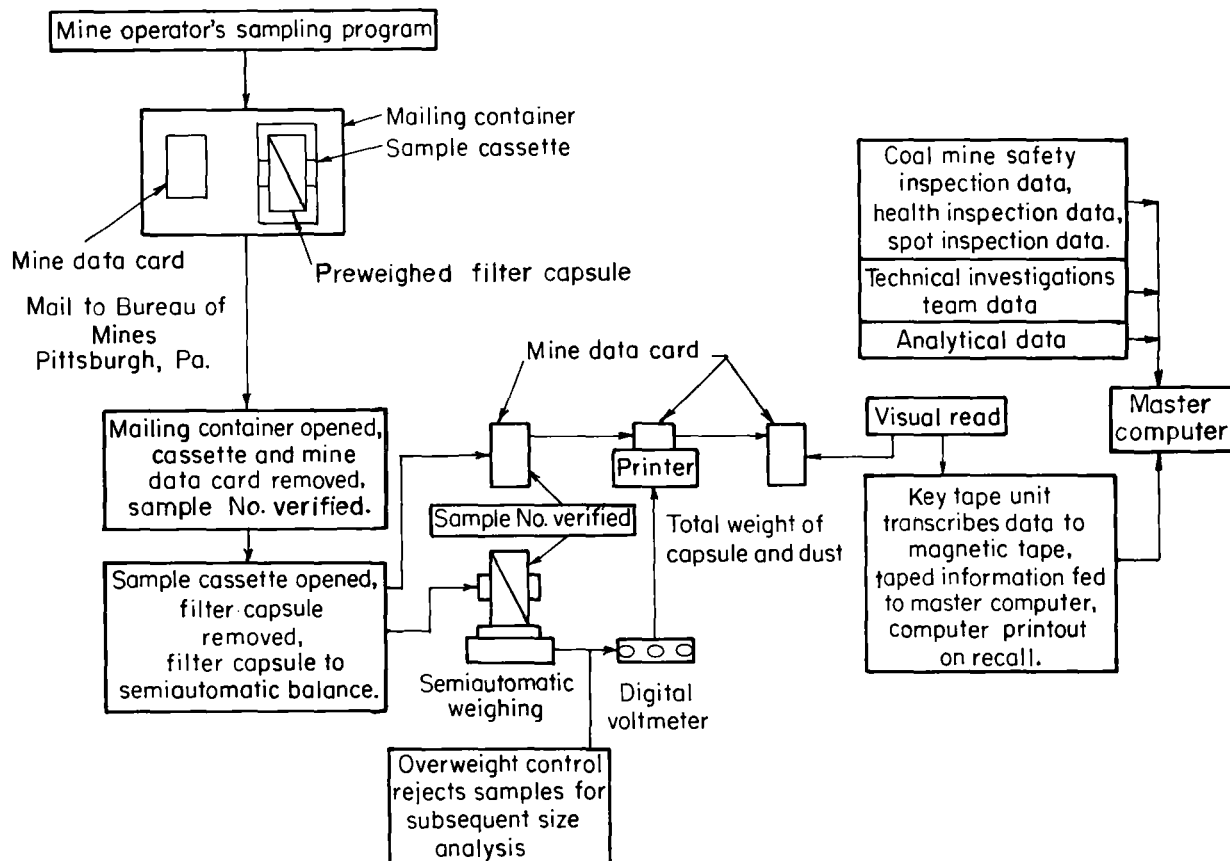 Mine operator's sampling program
Mailing container
Sample cassette
Mine data card
Preweighed filter capsule
Mail to Bureau of
Mines
Pittsburgh, Pa.
Mailing container opened,
cassette and mine
data card removed,
sample No. verified.
Sample cassette opened,
filter capsule
removed,
filter capsule to
semiautomatic balance.
Mine data card
Printer
Sample No. verified
Total weight of
capsule and dust
Semiautomatic
weighing
Digital
voltmeter
Overweight control
rejects samples for
subsequent size
analysis
Visual read
Key tape unit
transcribes data to
magnetic tape,
taped information fed
to master computer,
computer printout
on recall.
Coal mine safety
inspection data,
health inspection data,
spot inspection data.
Technical investigations
team data
Analytical data
Master
computer